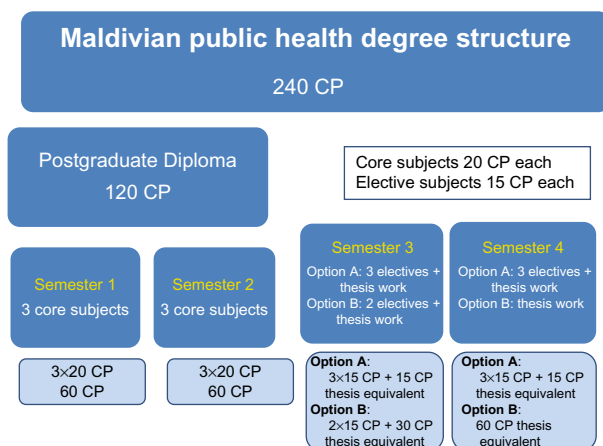 Maldivian public health degree structure
240 CP
Postgraduate Diploma
120 CP
Core subjects 20 CP each
Elective subjects 15 CP each
Semester 1
3 core subjects
Semester 2
3 core subjects
Semester 3
Option A: 3 electives +
thesis work
Option B: 2 electives +
thesis work
Semester 4
Option A: 3 electives +
thesis work
Option B: thesis work
3×20 CP
60 CP
3×20 CP
60 CP
Option A:
3×15 CP + 15 CP
thesis equivalent
Option B:
2×15 CP + 30 CP
thesis equivalent
Option A:
3×15 CP + 15 CP
thesis equivalent
Option B:
60 CP thesis
equivalent